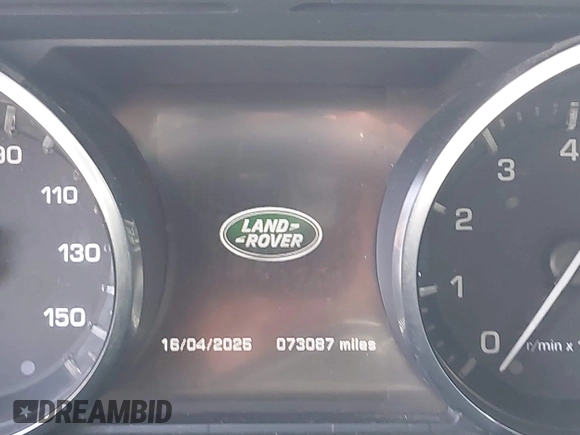 90
110
130
150
LAND
ROVER
16/04/2025 073087 miles
4
3
2
1
0
r/min x
DREAMBID